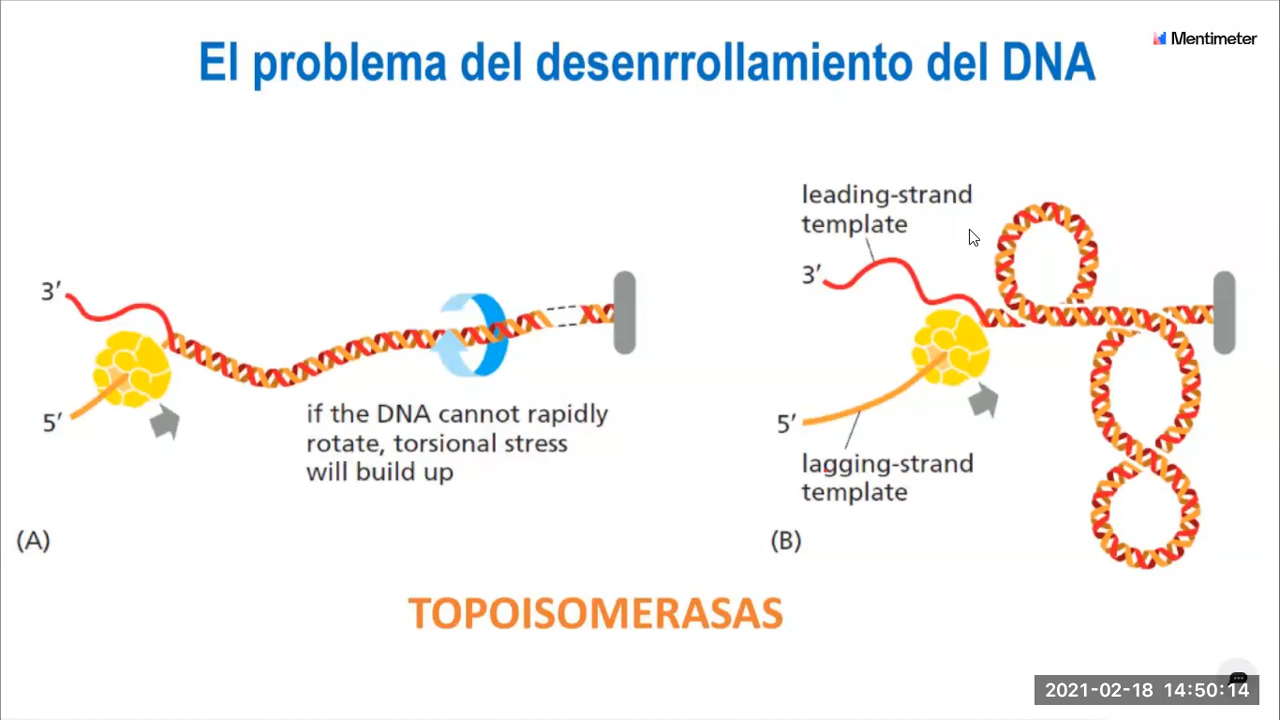 El problema del desenrrollamiento del DNA
Mentimeter
3′
5′
if the DNA cannot rapidly
rotate, torsional stress
will build up
(A)
leading-strand
template
3′
5′
lagging-strand
template
(B)
TOPOISOMERASAS
2021-02-18 14:50:14